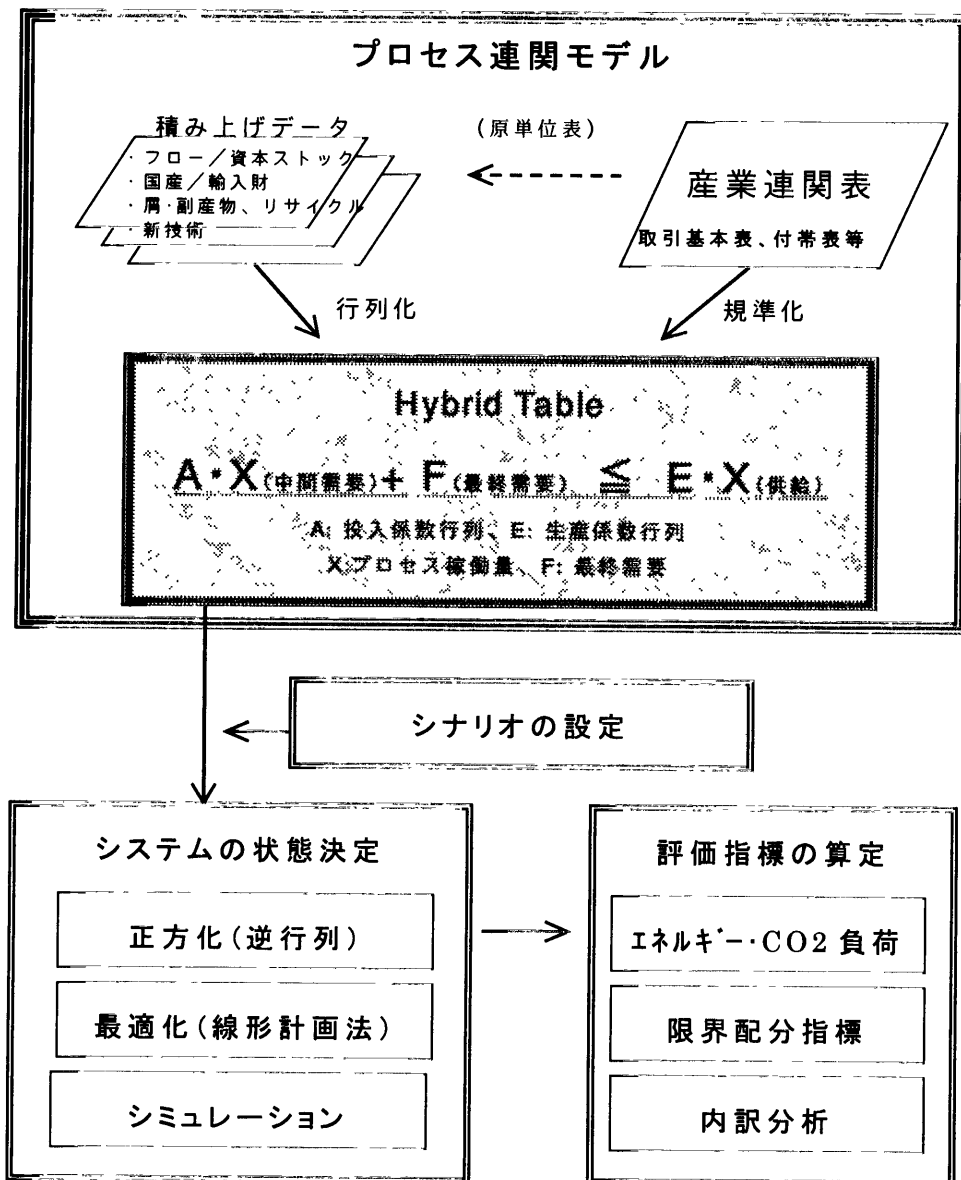 プロセス連関モデル
積み上げデータ
・フロー／資本ストック
・国産／輸入財
・屑・副産物、リサイクル
・新技術
(原単位表)
産業連関表
取引基本表、付帯表等
行列化
規準化
Hybrid Table
A・X(中間需要)+ F(最終需要) ≦ E・X(供給)
A: 投入係数行列、E: 生産係数行列
X:プロセス稼働量、F: 最終需要
シナリオの設定
システムの状態決定
正方化(逆行列)
最適化(線形計画法)
シミュレーション
評価指標の算定
エネルギー・CO2 負荷
限界配分指標
内訳分析